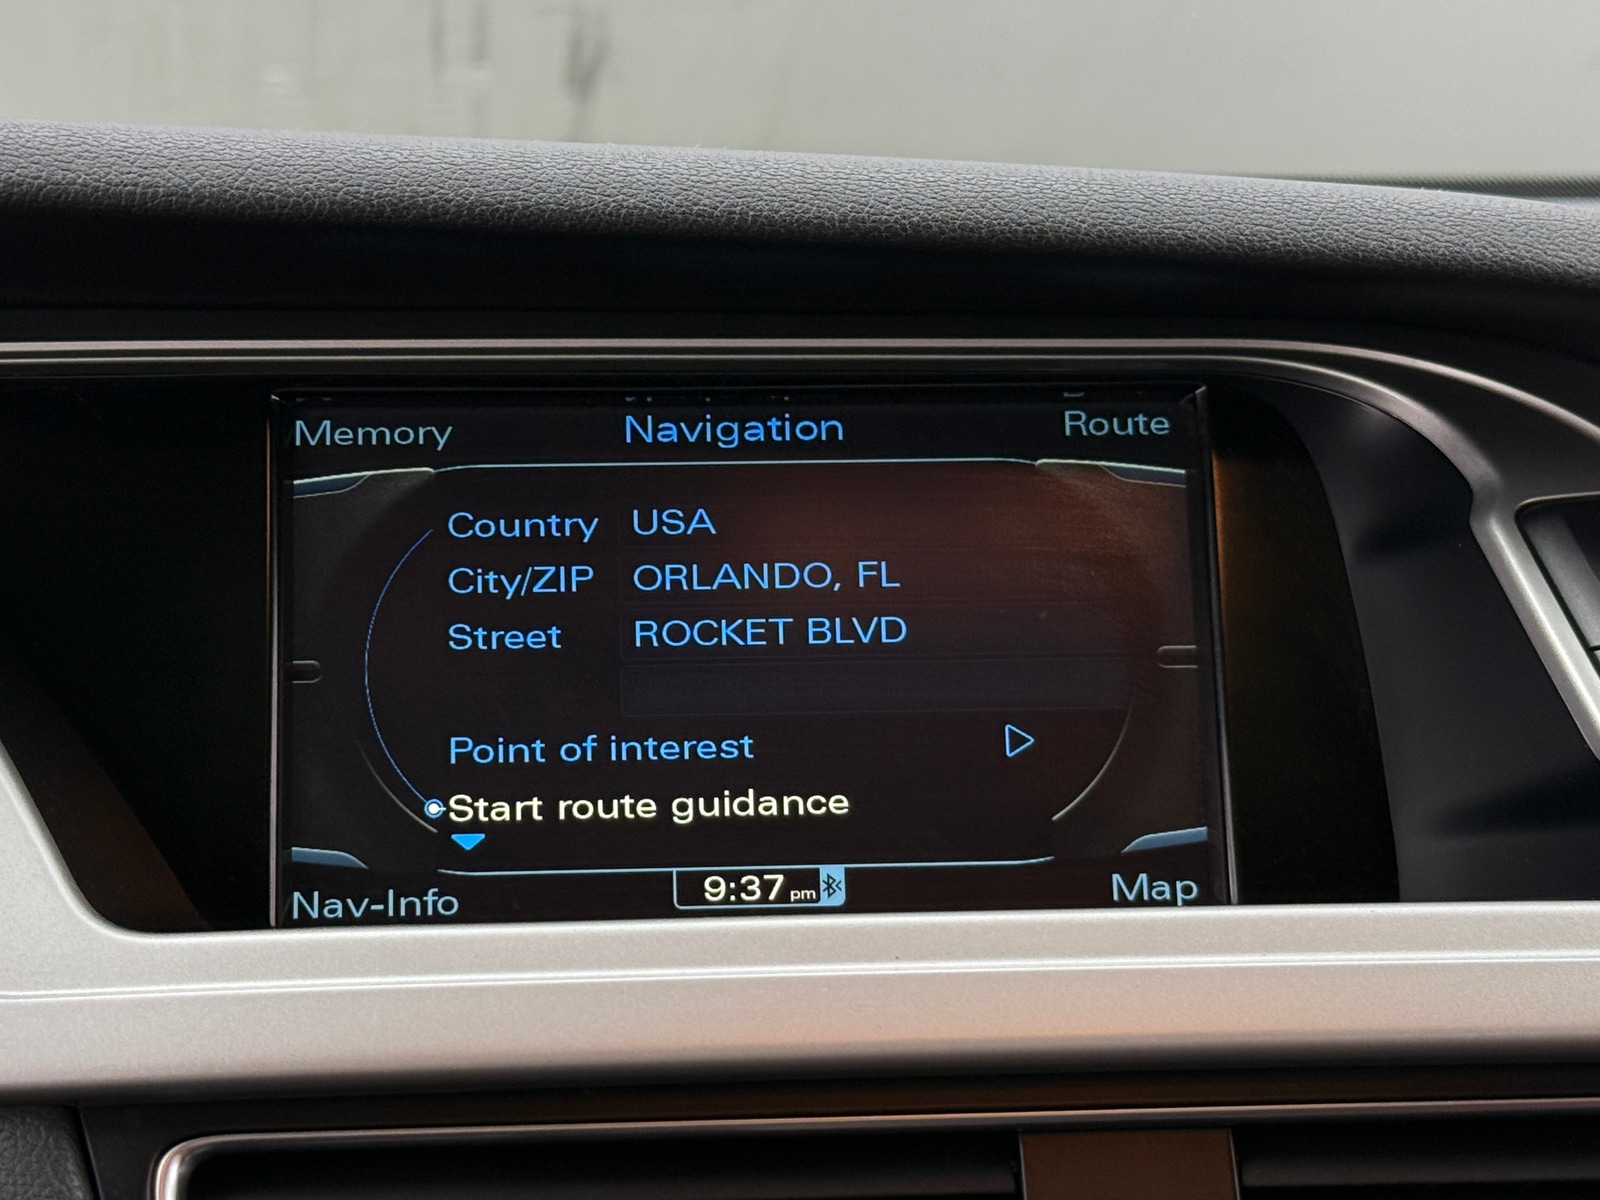 Memory Navigation Route
Country USA
City/ZIP ORLANDO, FL
Street ROCKET BLVD
Point of interest
Start route guidance
Nav-Info 9:37 pm Map